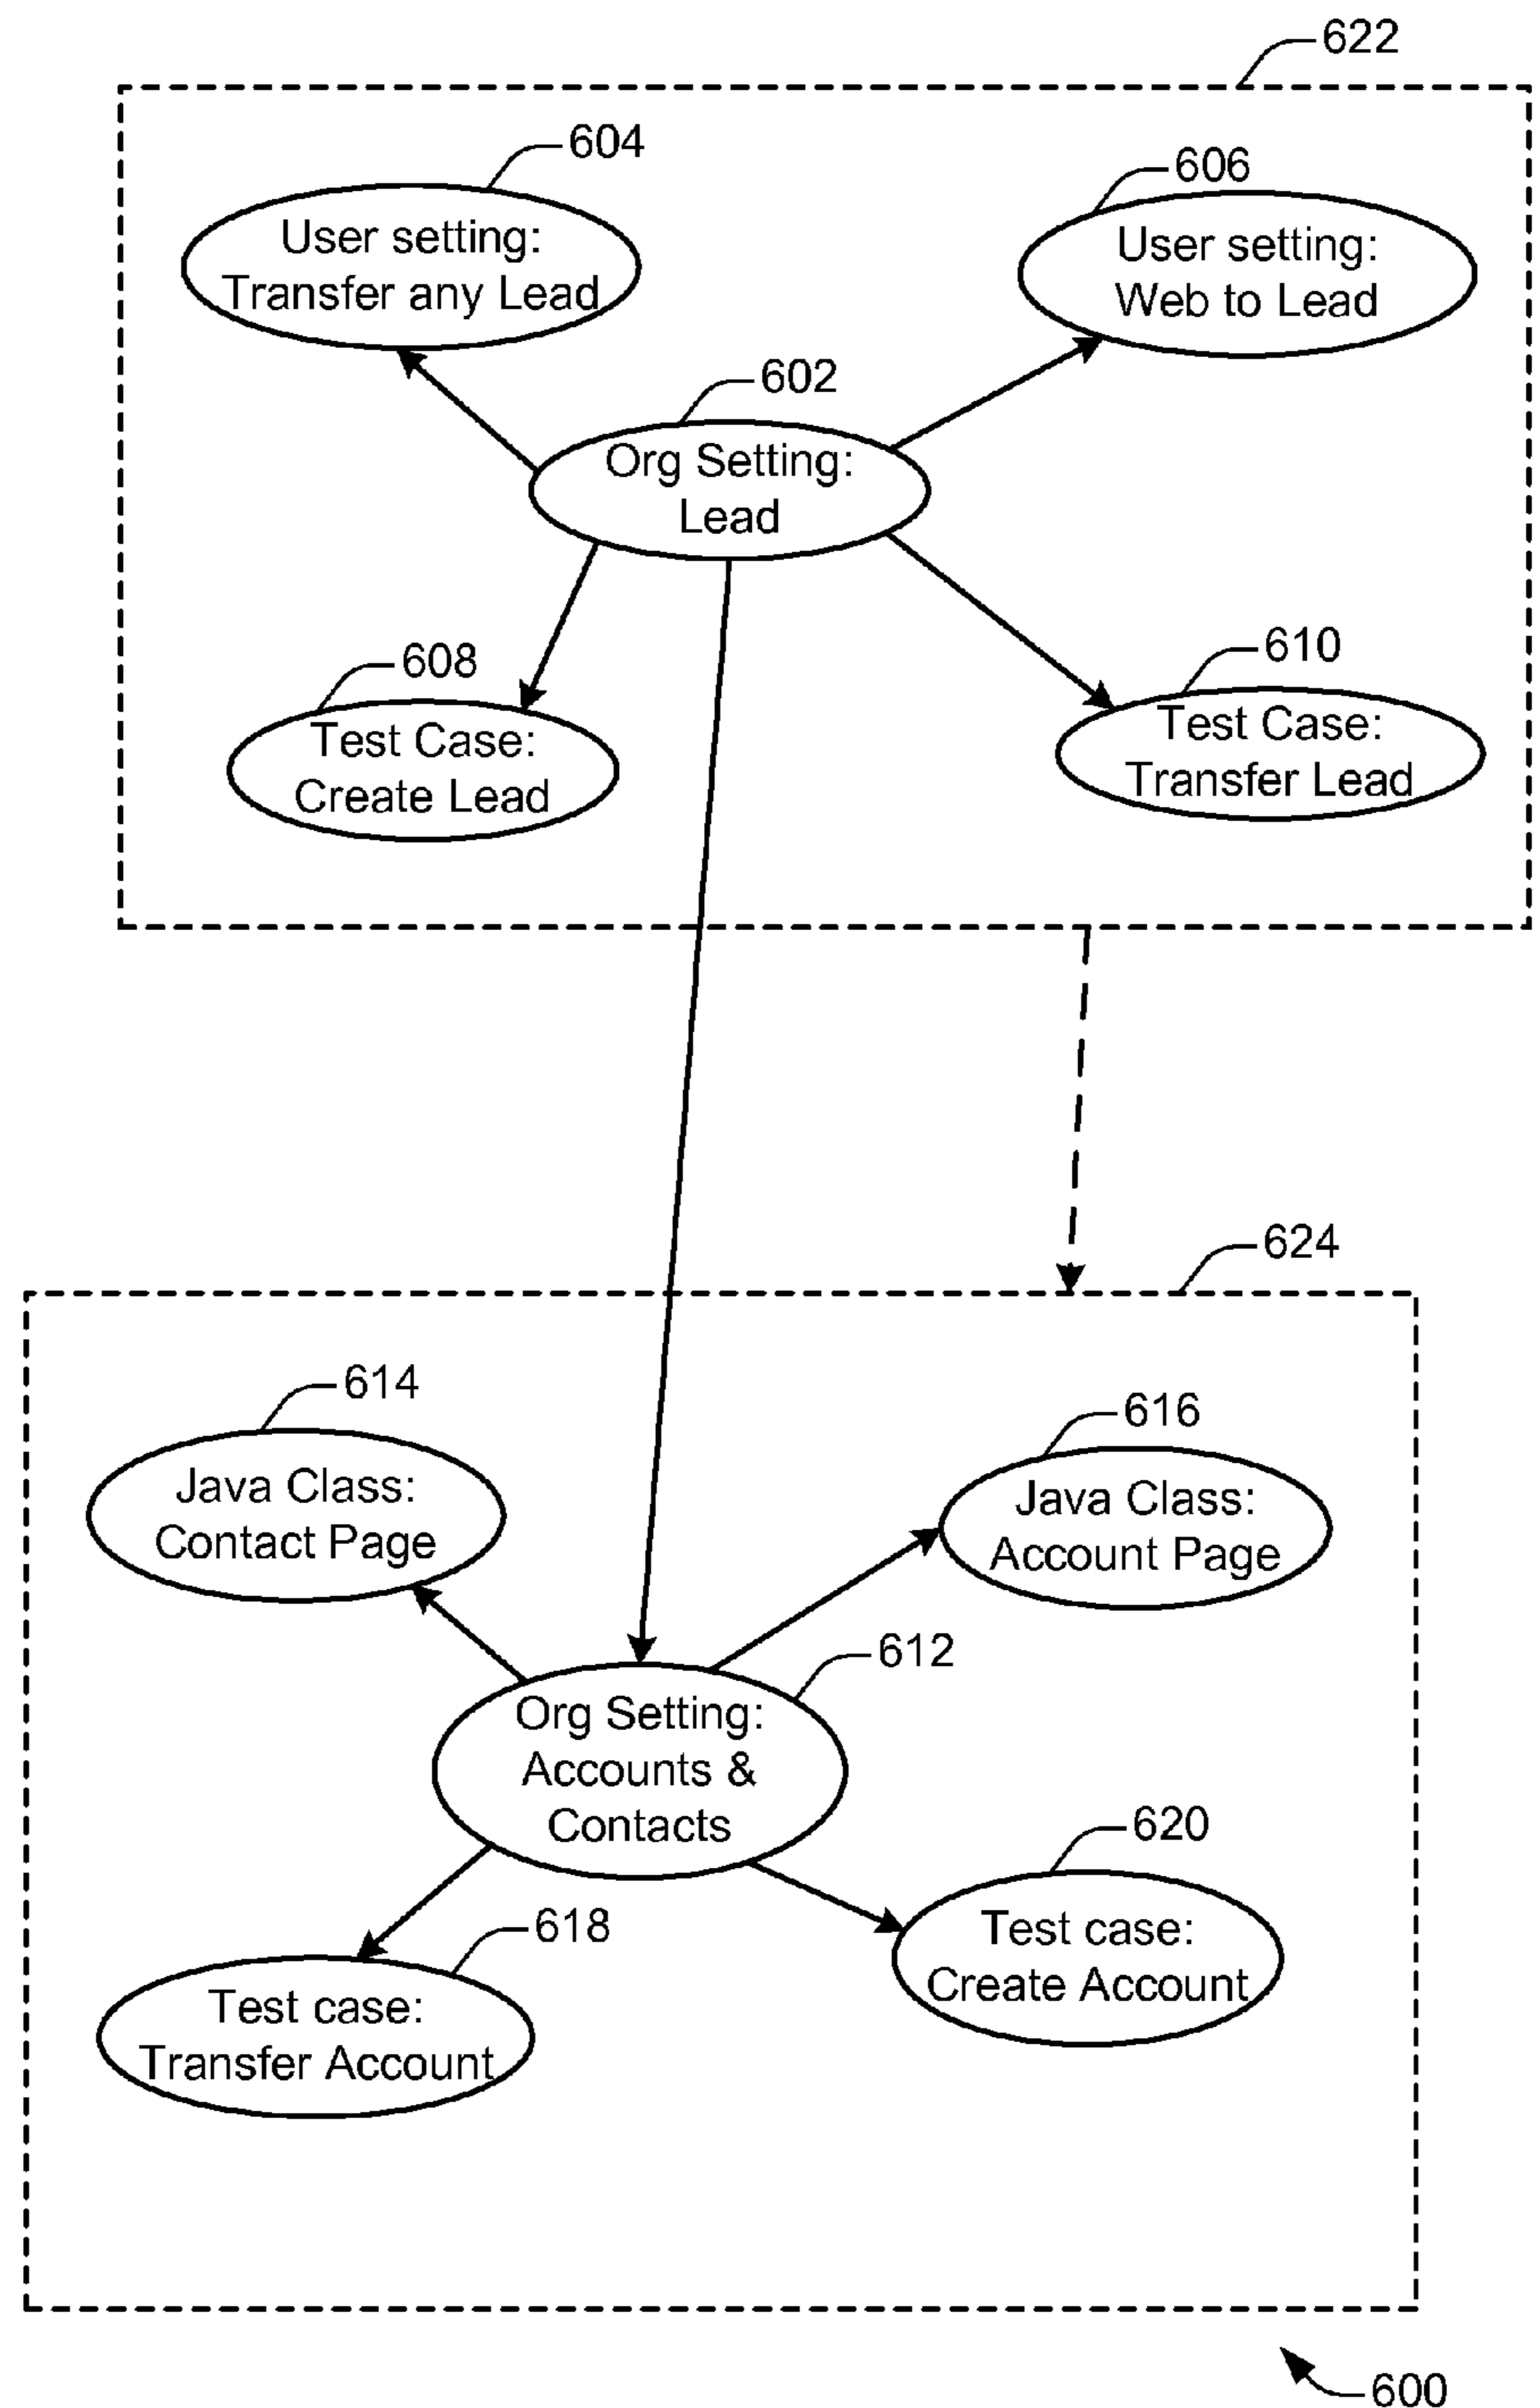 622
604
User setting:
Transfer any Lead
606
User setting:
Web to Lead
602
Org Setting:
Lead
608
Test Case:
Create Lead
610
Test Case:
Transfer Lead
624
614
Java Class:
Contact Page
616
Java Class:
Account Page
612
Org Setting:
Accounts &
Contacts
620
Test case:
Create Account
618
Test case:
Transfer Account
600